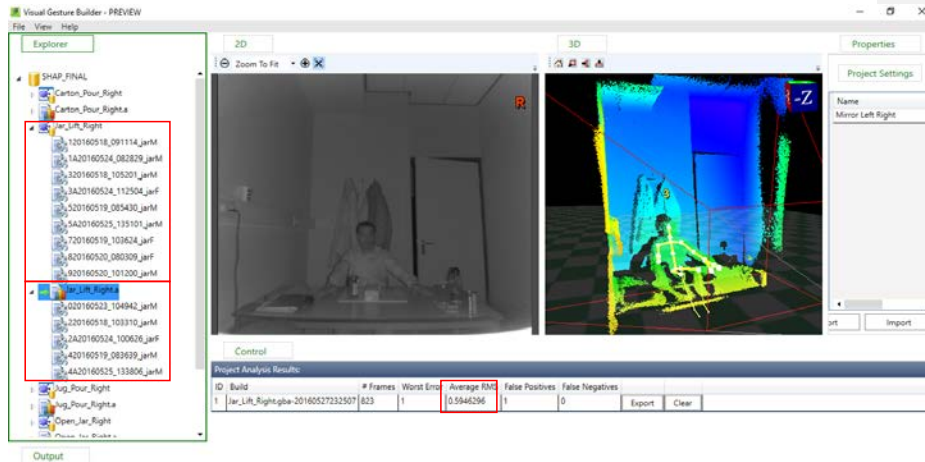 Visual Gesture Builder - PREVIEW
File View Help
Explorer
2D
3D
Properties
Zoom To Fit
Project Settings
SHAP_FINAL
Carton_Pour_Right
Carton_Pour_Right.a
Jar_Lift_Right
120160518_091114_jarM
1A20160524_082829_jarM
320160518_105201_jarM
3A20160524_112504_jarF
520160519_085430_jarM
5A20160525_135101_jarM
720160519_103624_jarF
820160520_080309_jarF
920160520_101200_jarM
Jar_Lift_Right.a
020160523_104942_jarM
220160518_103310_jarM
2A20160524_100626_jarF
420160519_083639_jarM
4A20160525_133806_jarM
Jug_Pour_Right
Jug_Pour_Right.a
Open_Jar_Right
Open_Jar_Right.a
R
-Z
Name
Mirror Left Right
Import
Control
Project Analysis Results:
ID Build # Frames Worst Error Average RMS False Positives False Negatives
1 Jar_Lift_Right.gba-20160527232507 823 1 0.5946296 1 0 Export Clear
Output